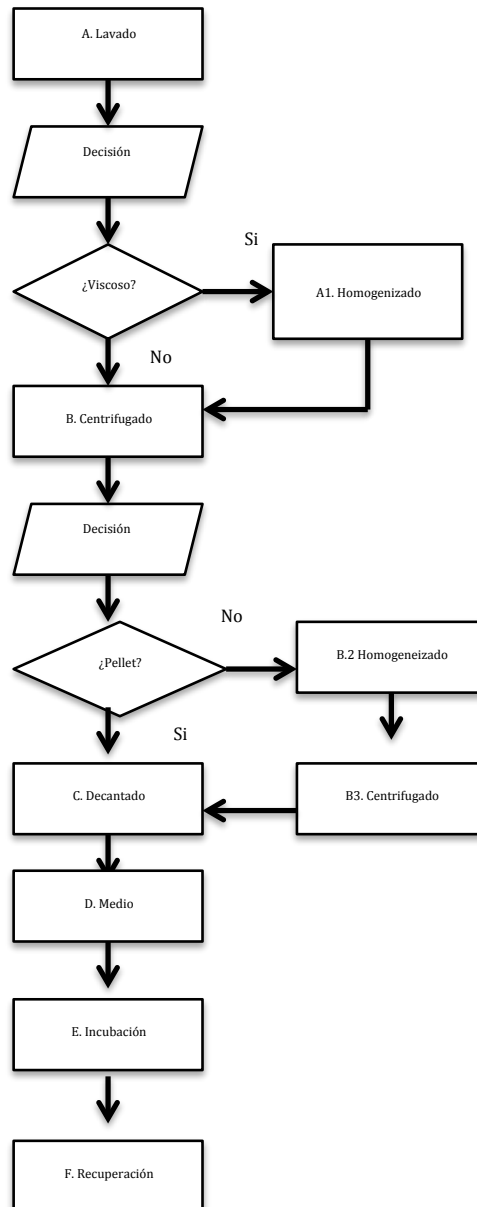 A. Lavado
Decisión
Si
¿Viscoso?
A1. Homogenizado
No
B. Centrifugado
Decisión
No
¿Pellet?
B.2 Homogeneizado
Si
C. Decantado
B3. Centrifugado
D. Medio
E. Incubación
F. Recuperación